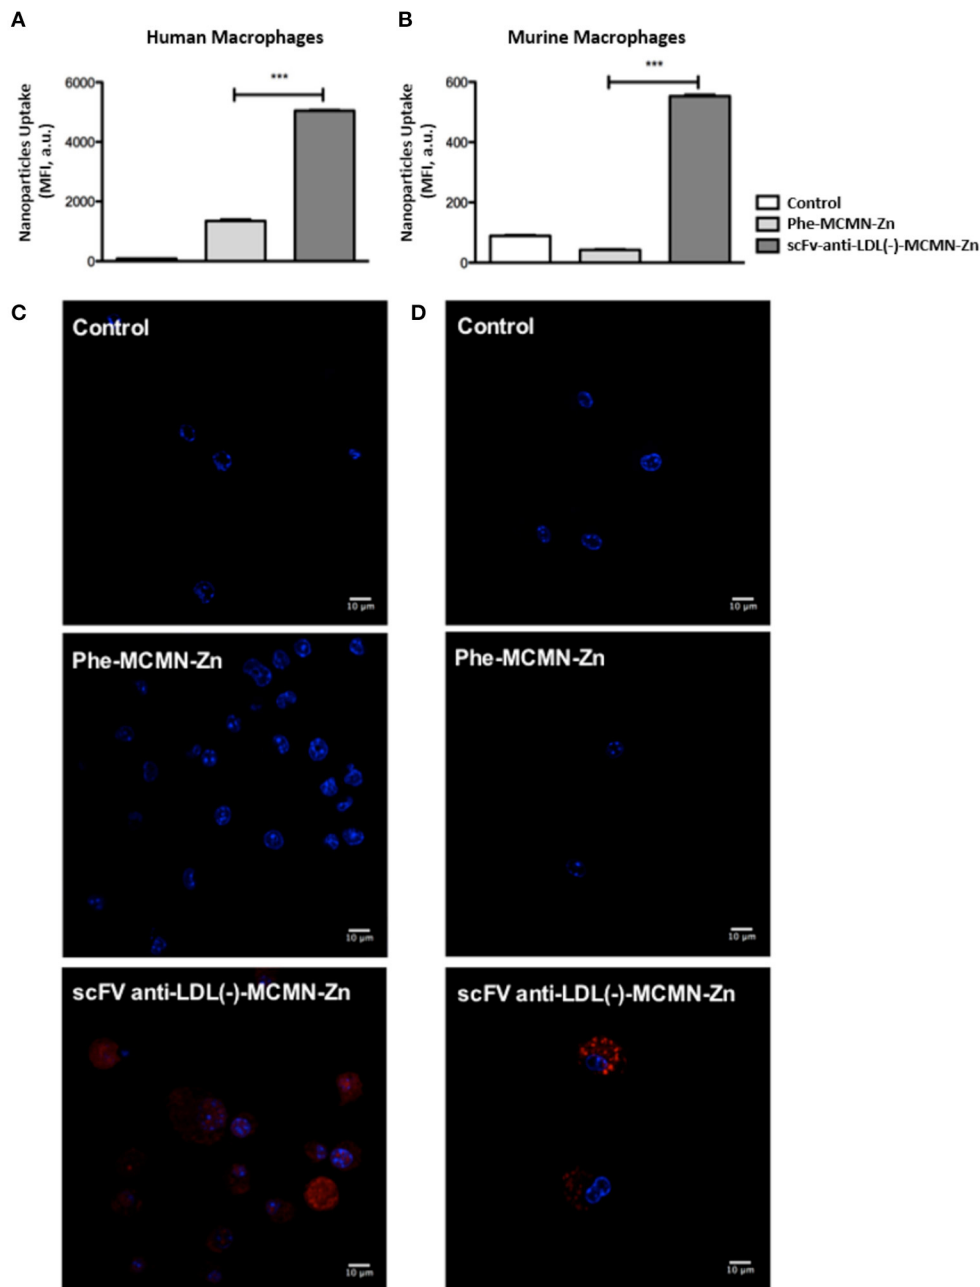 A
Human Macrophages
Nanoparticles Uptake
(MFI, a.u.)
6000
4000
2000
0
***
B
Murine Macrophages
Nanoparticles Uptake
(MFI, a.u.)
600
400
200
0
***
Control
Phe-MCMN-Zn
scFv-anti-LDL(-)-MCMN-Zn
C
Control
10 µm
D
Control
10 µm
Phe-MCMN-Zn
10 µm
Phe-MCMN-Zn
10 µm
scFV anti-LDL(-)-MCMN-Zn
10 µm
scFV anti-LDL(-)-MCMN-Zn
10 µm